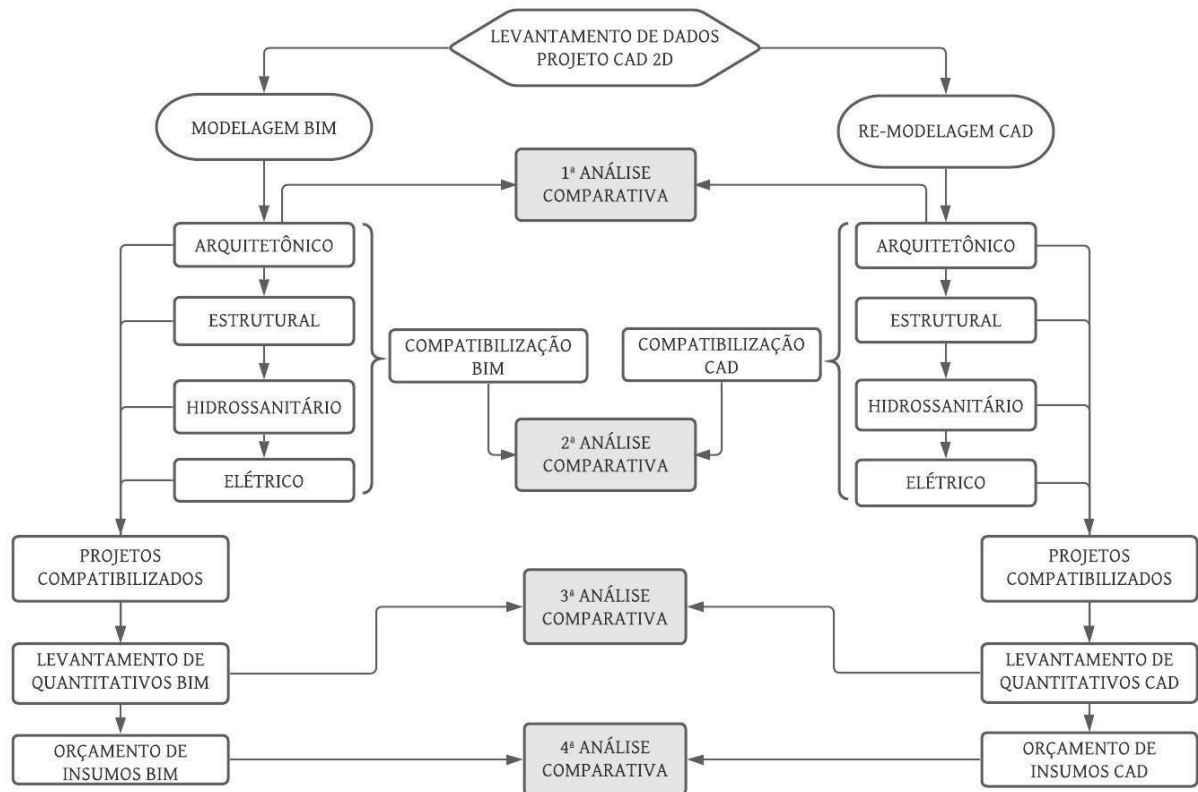 LEVANTAMENTO DE DADOS
PROJETO CAD 2D
MODELAGEM BIM
RE-MODELAGEM CAD
1ª ANÁLISE
COMPARATIVA
ARQUITETÔNICO
ESTRUTURAL
HIDROSSANITÁRIO
ELÉTRICO
COMPATIBILIZAÇÃO
BIM
COMPATIBILIZAÇÃO
CAD
ARQUITETÔNICO
ESTRUTURAL
HIDROSSANITÁRIO
ELÉTRICO
2ª ANÁLISE
COMPARATIVA
PROJETOS
COMPATIBILIZADOS
PROJETOS
COMPATIBILIZADOS
3ª ANÁLISE
COMPARATIVA
LEVANTAMENTO DE
QUANTITATIVOS BIM
LEVANTAMENTO DE
QUANTITATIVOS CAD
ORÇAMENTO DE
INSUMOS BIM
4ª ANÁLISE
COMPARATIVA
ORÇAMENTO DE
INSUMOS CAD